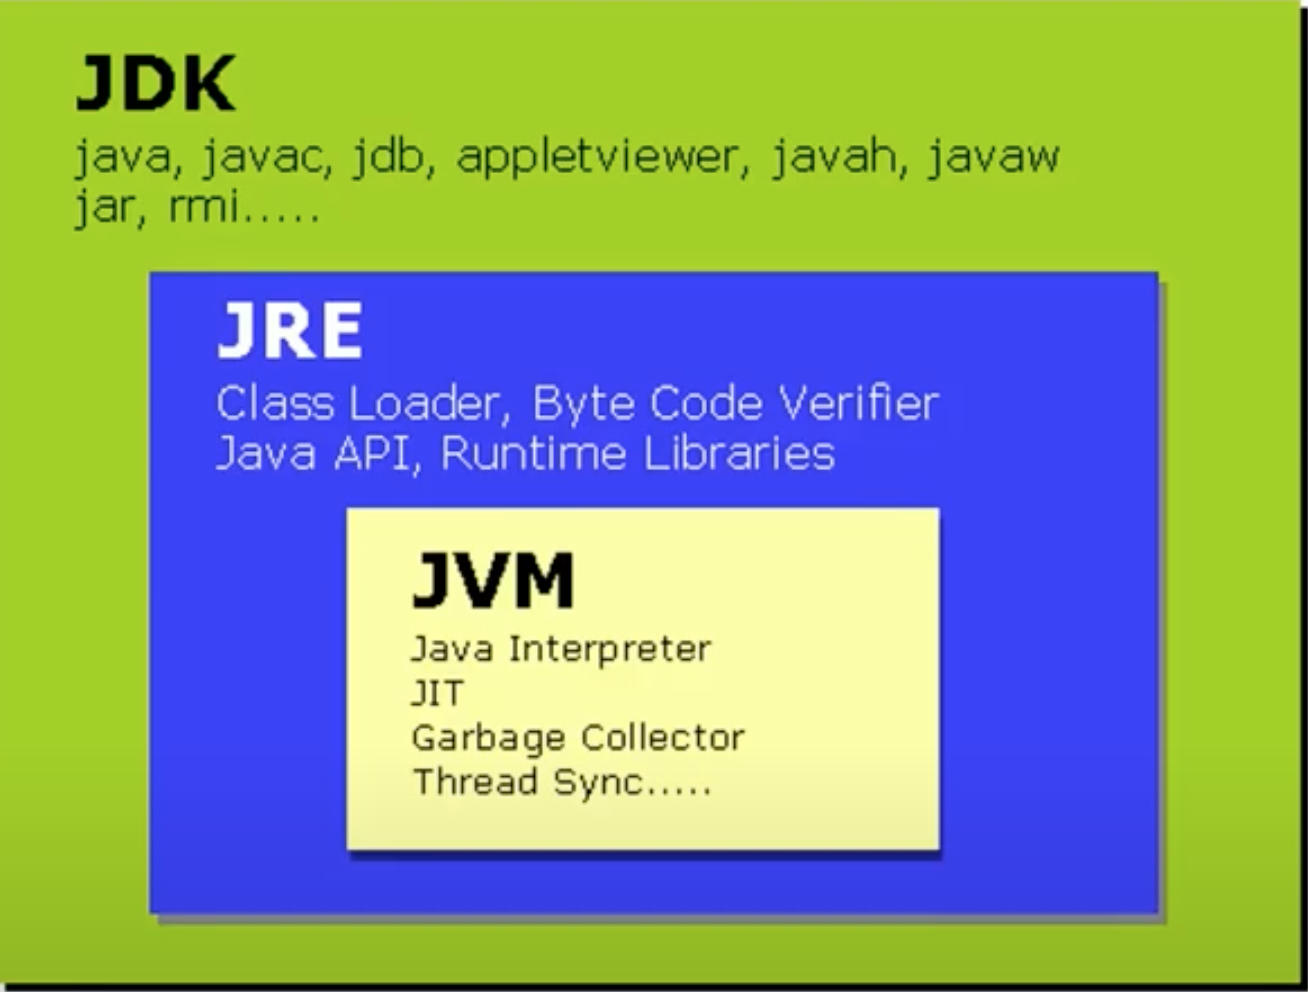 JDK
java, javac, jdb, appletviewer, javah, javaw
jar, rmi.....
JRE
Class Loader, Byte Code Verifier
Java API, Runtime Libraries
JVM
Java Interpreter
JIT
Garbage Collector
Thread Sync.....